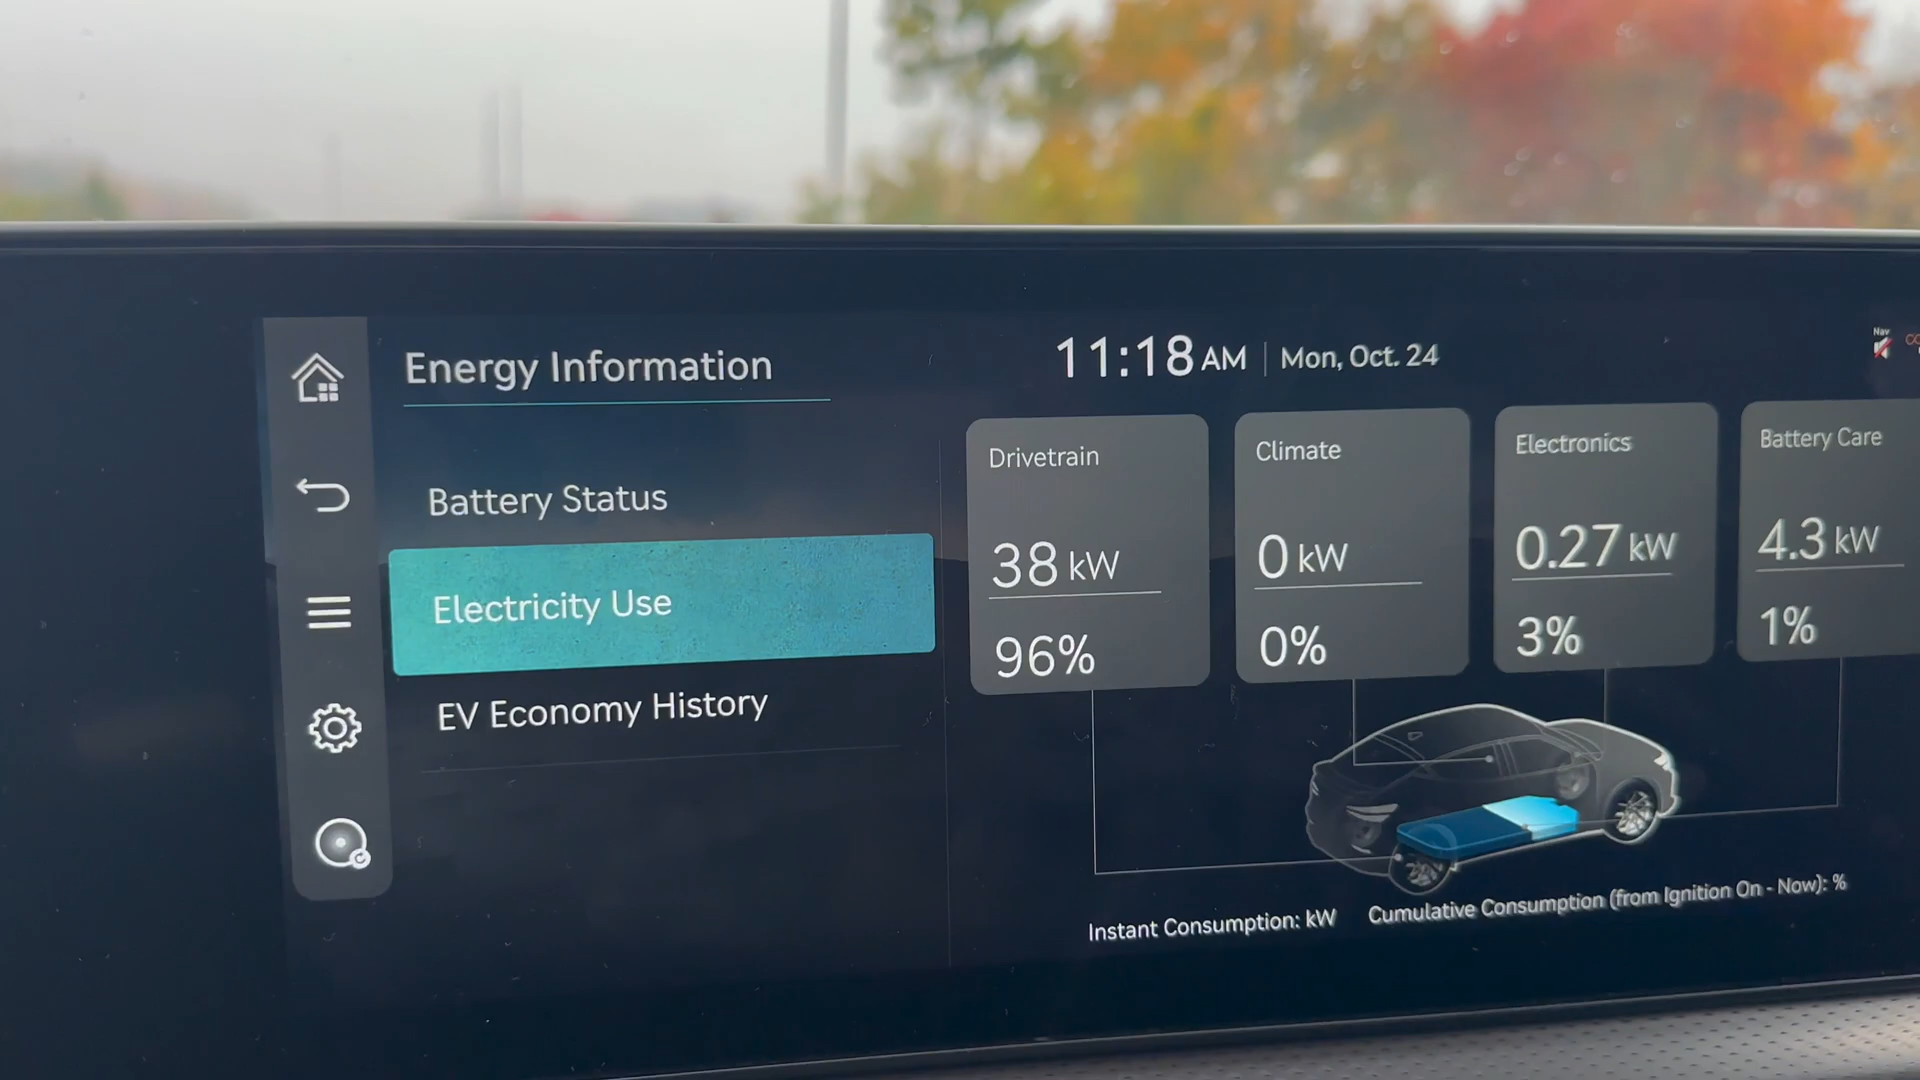 Energy Information
11:18 AM | Mon, Oct. 24
Nav
Battery Status
Electricity Use
EV Economy History
Drivetrain
38 kW
96%
Climate
0 kW
0%
Electronics
0.27 kW
3%
Battery Care
4.3 kW
1%
Instant Consumption: kW
Cumulative Consumption (from Ignition On - Now): %